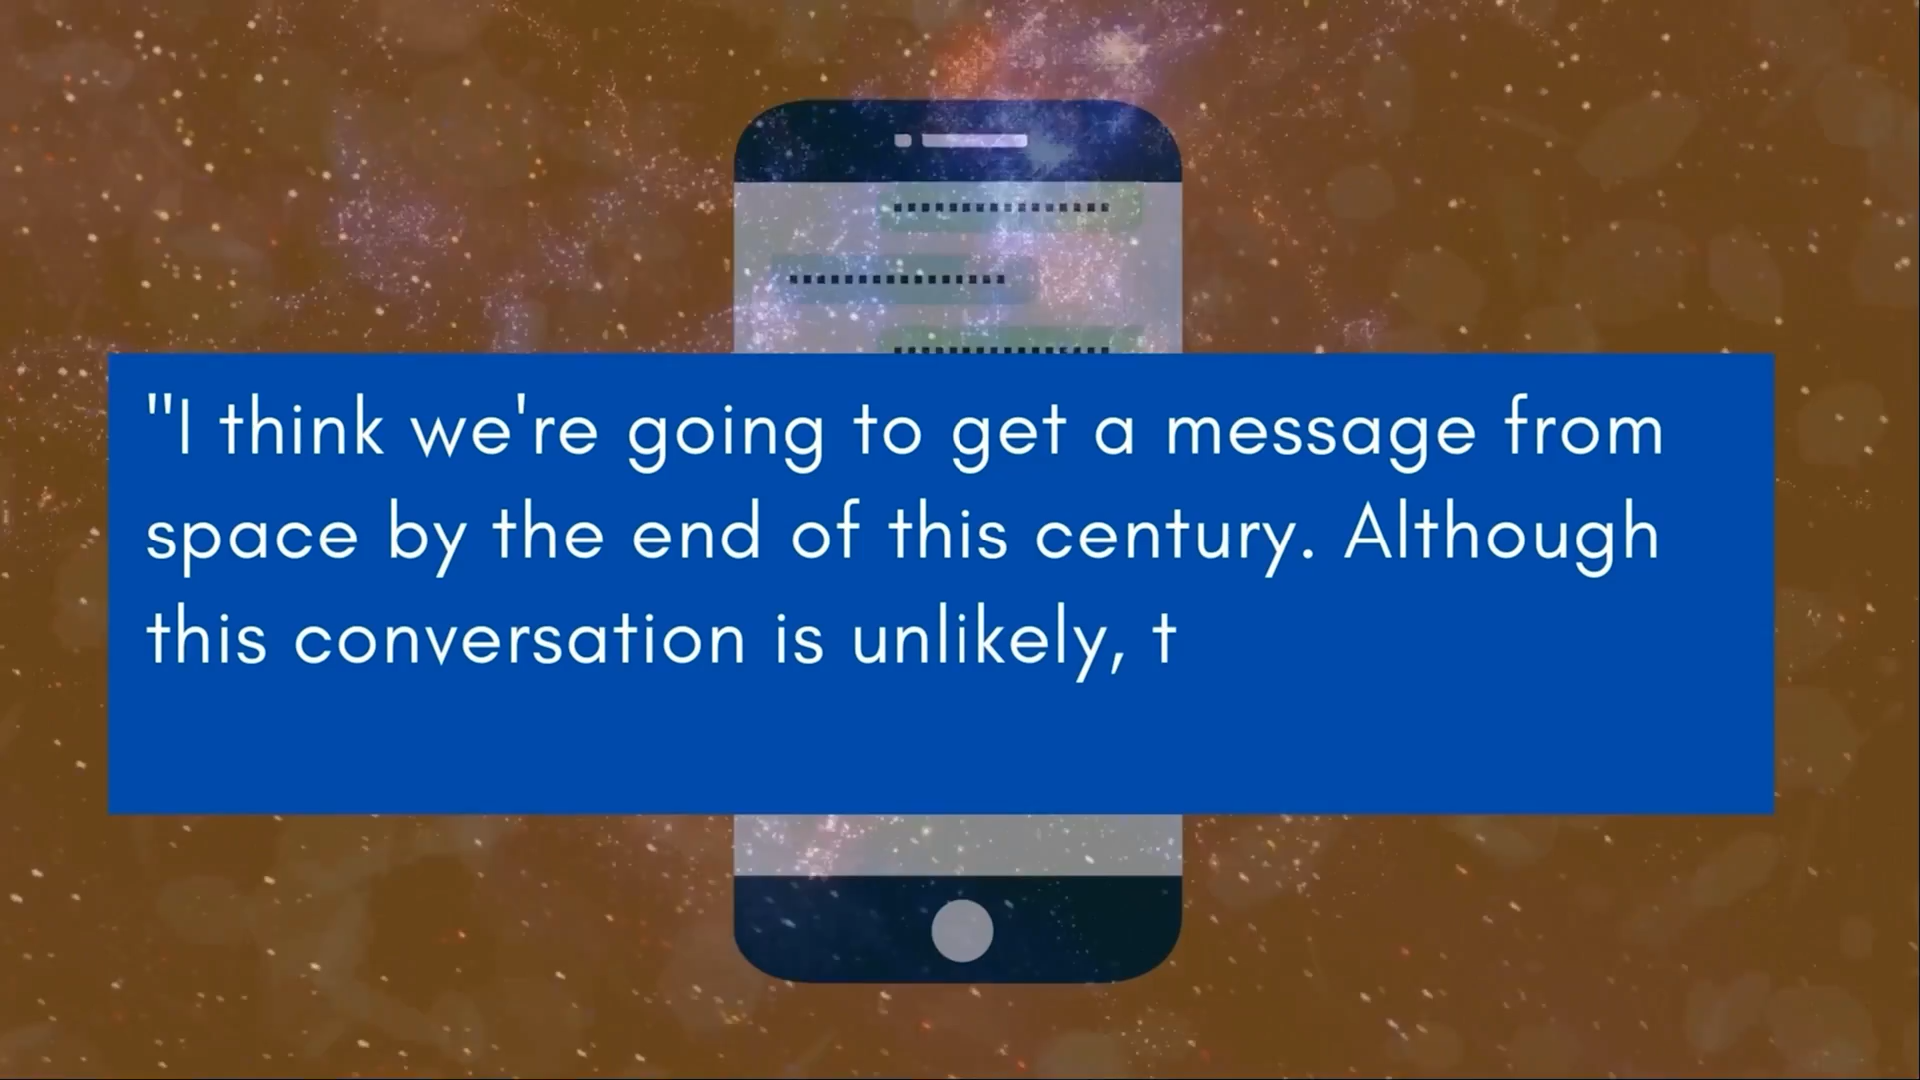 "I think we're going to get a message from
space by the end of this century. Although
this conversation is unlikely, t